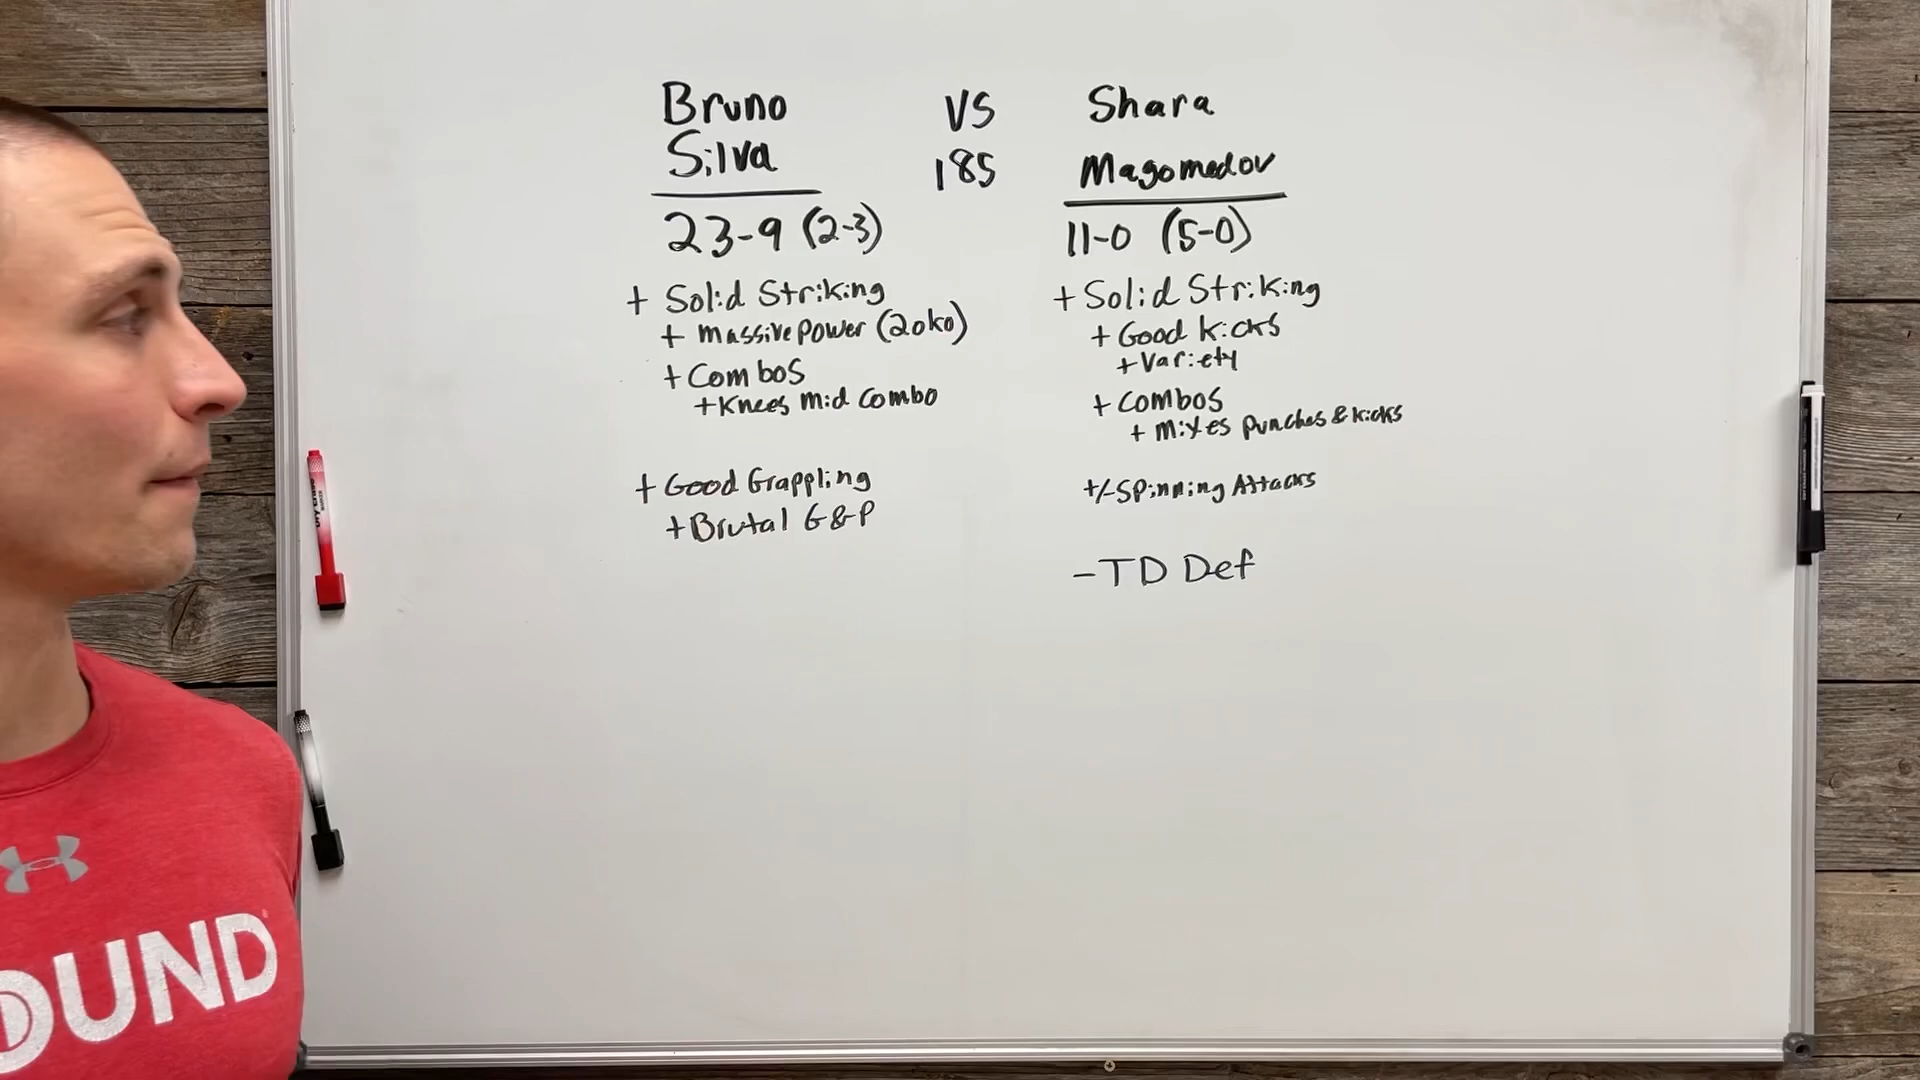 Bruno
Silva
23-9 (2-3)
+ Solid Striking
+ Massive Power (20ko)
+ Combos
+ Knees Mid Combo
+ Good Grappling
+ Brutal G&P
VS
185
Shara
Magomedov
11-0 (5-0)
+ Solid Striking
+ Good Kicks
+ Variety
+ Combos
+ Mixes Punches & Kicks
+/- Spinning Attacks
- TD Def
OUND